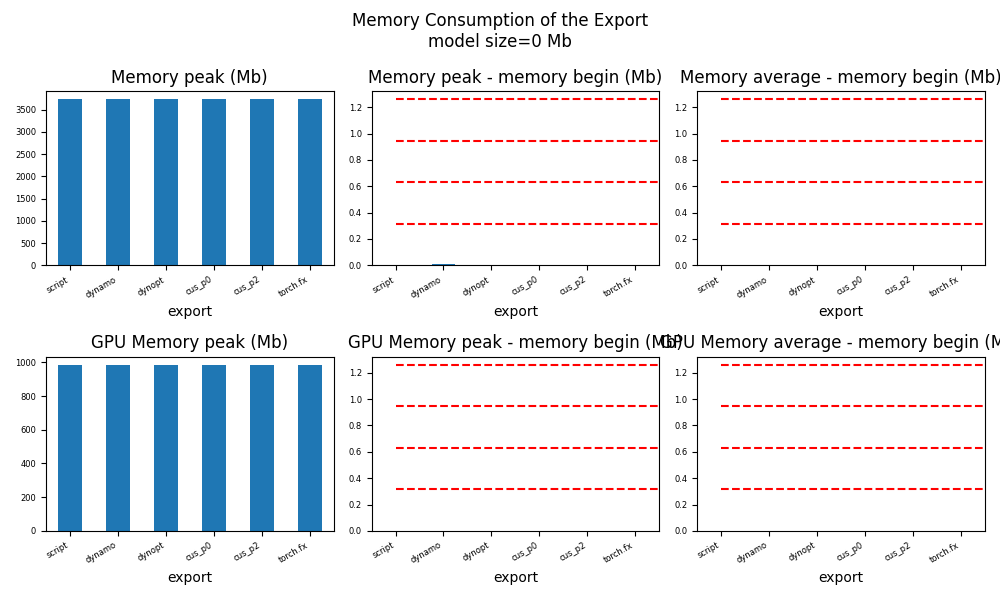 Memory Consumption of the Export
model size=0 Mb
Memory peak (Mb)
3500
3000
2500
2000
1500
1000
500
0
script
dynamo
dynopt
cus_p0
cus_p2
torch.fx
export
Memory peak - memory begin (Mb)
1.2
1.0
0.8
0.6
0.4
0.2
0.0
script
dynamo
dynopt
cus_p0
cus_p2
torch.fx
export
Memory average - memory begin (Mb)
1.2
1.0
0.8
0.6
0.4
0.2
0.0
script
dynamo
dynopt
cus_p0
cus_p2
torch.fx
export
GPU Memory peak (Mb)
1000
800
600
400
200
0
script
dynamo
dynopt
cus_p0
cus_p2
torch.fx
export
GPU Memory peak - memory begin (Mb)
1.2
1.0
0.8
0.6
0.4
0.2
0.0
script
dynamo
dynopt
cus_p0
cus_p2
torch.fx
export
GPU Memory average - memory begin (M
1.2
1.0
0.8
0.6
0.4
0.2
0.0
script
dynamo
dynopt
cus_p0
cus_p2
torch.fx
export